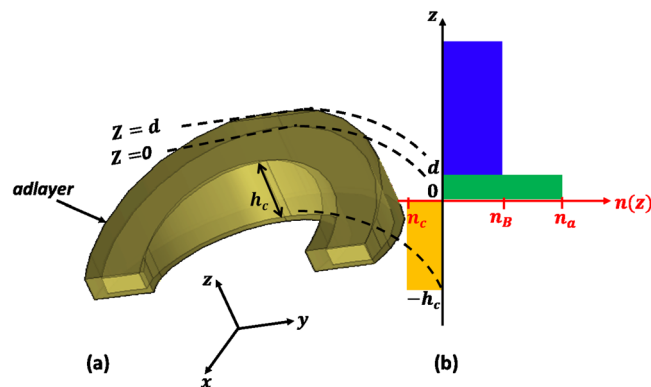 z
Z = d
Z = 0
adlayer
h_c
d
0
n_c
n_B
n_a
n(z)
−h_c
z
y
x
(a)
(b)